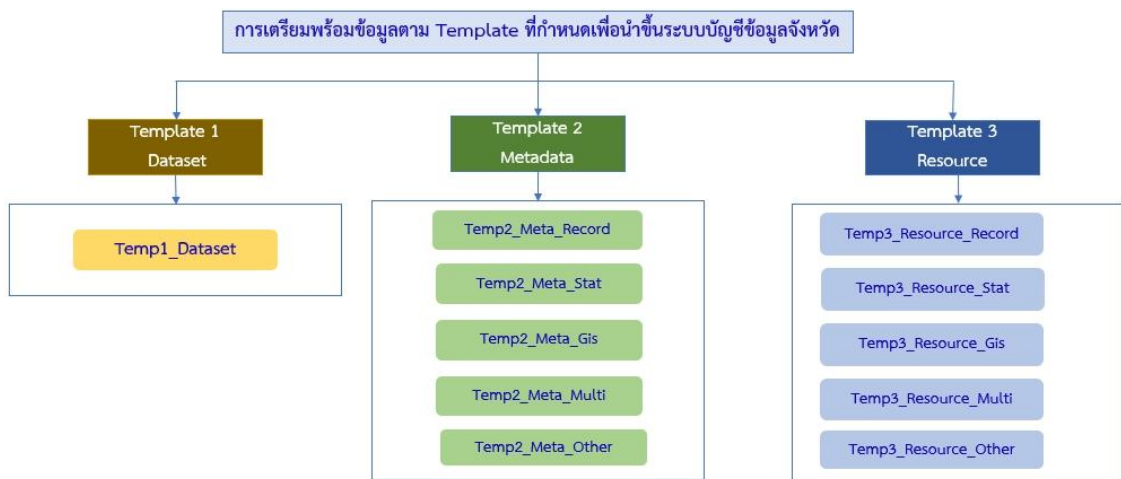 การเตรียมพร้อมข้อมูลตาม Template ที่กำหนดเพื่อนำขึ้นระบบบัญชีข้อมูลจังหวัด
Template 1
Dataset
Temp1_Dataset
Template 2
Metadata
Temp2_Meta_Record
Temp2_Meta_Stat
Temp2_Meta_Gis
Temp2_Meta_Multi
Temp2_Meta_Other
Template 3
Resource
Temp3_Resource_Record
Temp3_Resource_Stat
Temp3_Resource_Gis
Temp3_Resource_Multi
Temp3_Resource_Other